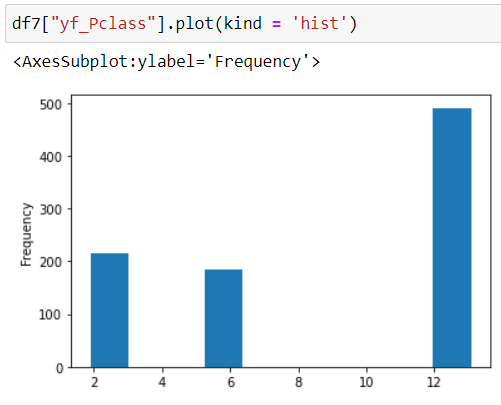 df7["yf_Pclass"].plot(kind = 'hist')
<AxesSubplot:ylabel='Frequency'>
500
400
300
200
100
0
Frequency
2 4 6 8 10 12